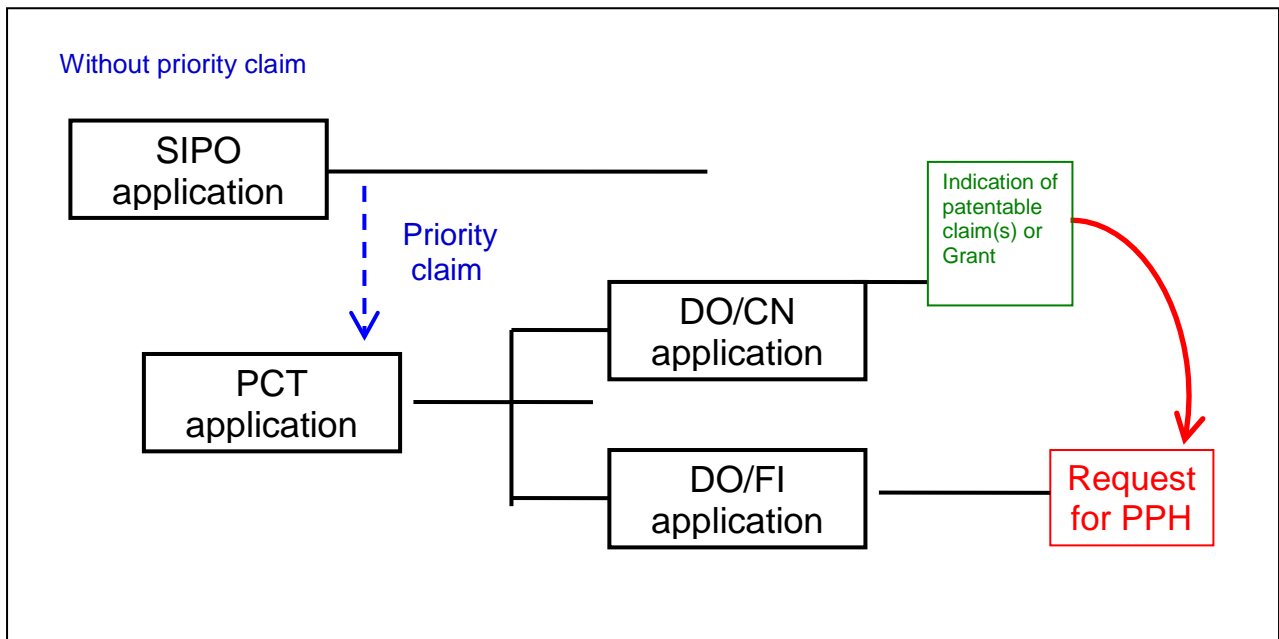 Without priority claim
SIPO
application
Indication of
patentable
claim(s) or
Grant
Priority
claim
DO/CN
application
PCT
application
DO/FI
application
Request
for PPH